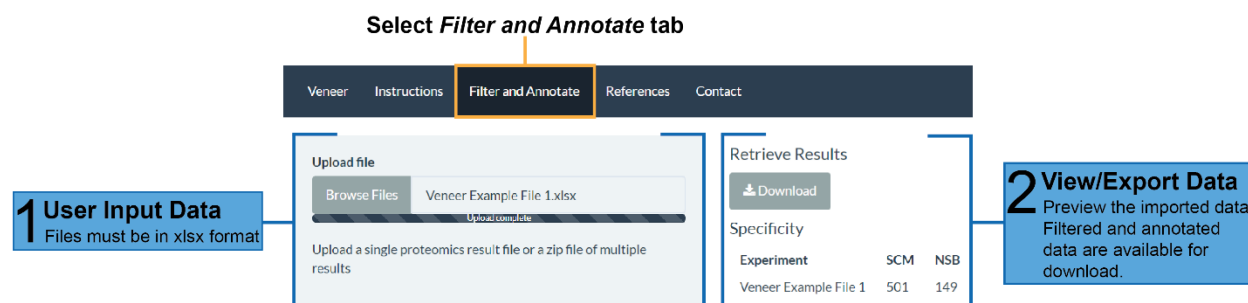 Select Filter and Annotate tab
Veneer Instructions Filter and Annotate References Contact
1 User Input Data
Files must be in xlsx format
Upload file
Browse Files Veneer Example File 1.xlsx
Upload complete
Upload a single proteomics result file or a zip file of multiple
results
Retrieve Results
Download
Specificity
Experiment SCM NSB
Veneer Example File 1 501 149
2 View/Export Data
Preview the imported data
Filtered and annotated
data are available for
download.